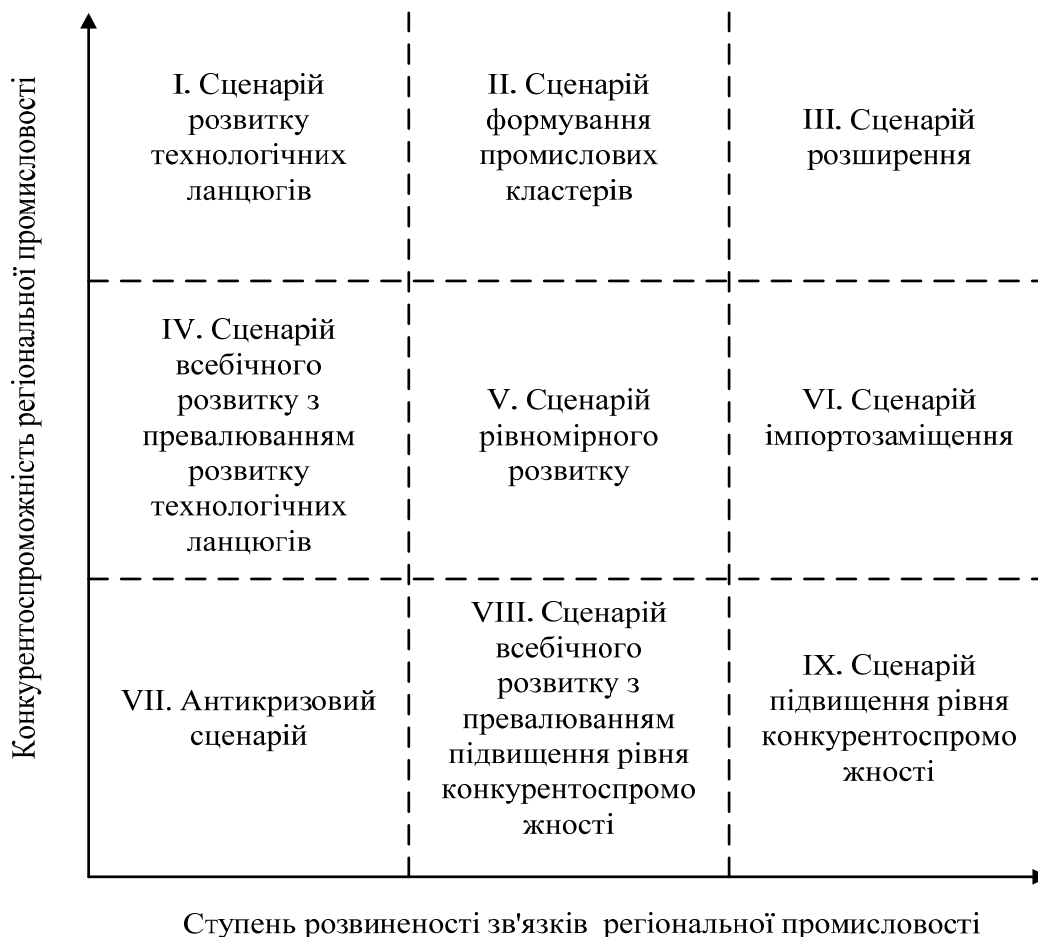 Конкурентоспроможність регіональної промисловості
I. Сценарій
розвитку
технологічних
ланцюгів
II. Сценарій
формування
промислових
кластерів
III. Сценарій
розширення
IV. Сценарій
всебічного
розвитку з
превалюванням
розвитку
технологічних
ланцюгів
V. Сценарій
рівномірного
розвитку
VI. Сценарій
імпортозаміщення
VII. Антикризовий
сценарій
VIII. Сценарій
всебічного
розвитку з
превалюванням
підвищення рівня
конкурентоспромо
жності
IX. Сценарій
підвищення рівня
конкурентоспромо
жності
Ступень розвиненості зв'язків регіональної промисловості